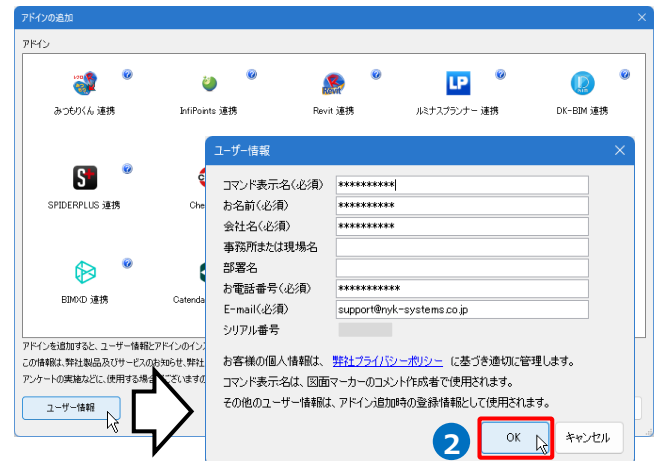 アドインの追加
アドイン
みつもりくん 連携
InfiPoints 連携
Revit 連携
ルミナスプランナー 連携
DK-BIM 連携
SPIDERPLUS 連携
Che
BIMXD 連携
Catenda
アドインを追加すると、ユーザー情報とアドインのイン
この情報は、弊社製品及びサービスのお知らせ、弊社
アンケートの実施などに、使用する場合がございますの
ユーザー情報
ユーザー情報
コマンド表示名(必須) **********
お名前(必須) **********
会社名(必須) **********
事務所または現場名
部署名
お電話番号(必須) ***********
E-mail(必須) support@nyk-systems.co.jp
シリアル番号
お客様の個人情報は、 弊社プライバシーポリシー に基づき適切に管理します。
コマンド表示名は、図面マーカーのコメント作成者で使用されます。
その他のユーザー情報は、アドイン追加時の登録情報として使用されます。
2
OK
キャンセル